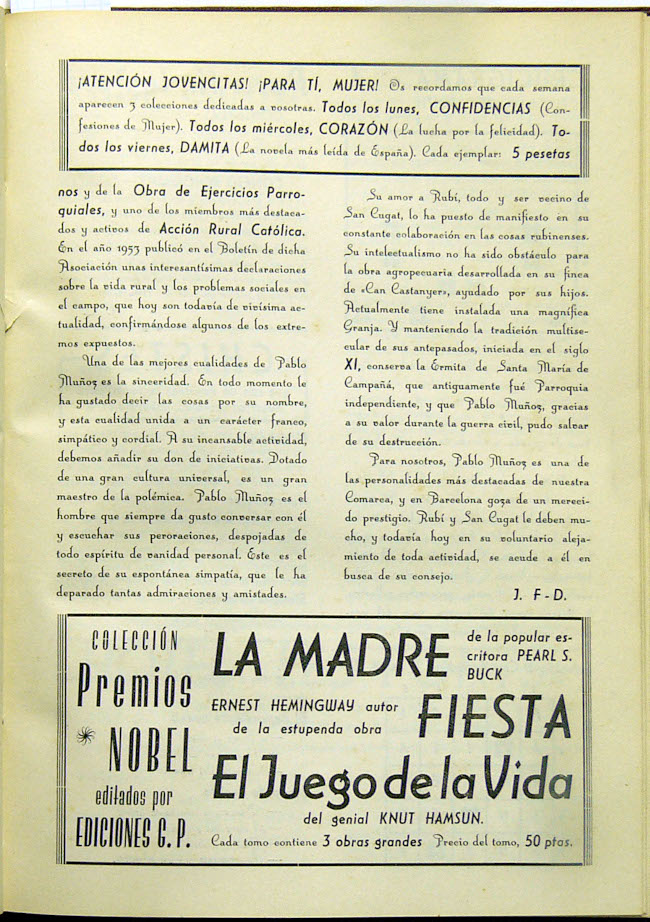 ¡ATENCIÓN JOVENCITAS! ¡PARA TÍ, MUJER! Os recordamos que cada semana
aparecen 3 colecciones dedicadas a vosotras. Todos los lunes, CONFIDENCIAS (Con-
fesiones de Mujer). Todos los miércoles, CORAZÓN (La lucha por la felicidad). To-
dos los viernes, DAMITA (La novela más leída de España). Cada ejemplar: 5 pesetas
nos y de la Obra de Ejercicios Parro-
quiales, y uno de los miembros más destaca-
dos y activos de Acción Rural Católica.
En el año 1953 publicó en el Boletín de dicha
Asociación unas interesantísimas declaraciones
sobre la vida rural y los problemas sociales en
el campo, que hoy son todavía de vivísima ac-
tualidad, confirmándose algunos de los extre-
mos expuestos.
Una de las mejores cualidades de Pablo
Muñoz es la sinceridad. En todo momento le
ha gustado decir las cosas por su nombre,
y esta cualidad unida a un carácter franco,
simpático y cordial. A su incansable actividad,
debemos añadir su don de iniciativas. Dotado
de una gran cultura universal, es un gran
maestro de la polémica. Pablo Muñoz es el
hombre que siempre da gusto conversar con él
y escuchar sus peroraciones, despojadas de
todo espíritu de vanidad personal. Este es el
secreto de su espontánea simpatía, que le ha
deparado tantas admiraciones y amistades.
Su amor a Rubí, todo y ser vecino de
San Cugat, lo ha puesto de manifiesto en su
constante colaboración en las cosas rubinenses.
Su intelectualismo no ha sido obstáculo para
la obra agropecuaria desarrollada en su finca
de «Can Castanyer», ayudado por sus hijos.
Actualmente tiene instalada una magnífica
Granja. Y manteniendo la tradición multise-
cular de sus antepasados, iniciada en el siglo
XI, conserva la Ermita de Santa María de
Campañá, que antiguamente fué Parroquia
independiente, y que Pablo Muñoz, gracias
a su valor durante la guerra civil, pudo salvar
de su destrucción.
Para nosotros, Pablo Muñoz es una de
las personalidades más destacadas de nuestra
Comarca, y en Barcelona goza de un mereci-
do prestigio. Rubí y San Cugat le deben mu-
cho, y todavía hoy en su voluntario aleja-
miento de toda actividad, se acude a él en
busca de su consejo.
J. F-D.
COLECCIÓN
Premios
NOBEL
editados por
EDICIONES G. P.
LA MADRE
de la popular es-
critora PEARL S.
BUCK
ERNEST HEMINGWAY autor
de la estupenda obra
FIESTA
El Juego de la Vida
del genial KNUT HAMSUN.
Cada tomo contiene 3 obras grandes Precio del tomo, 50 ptas.